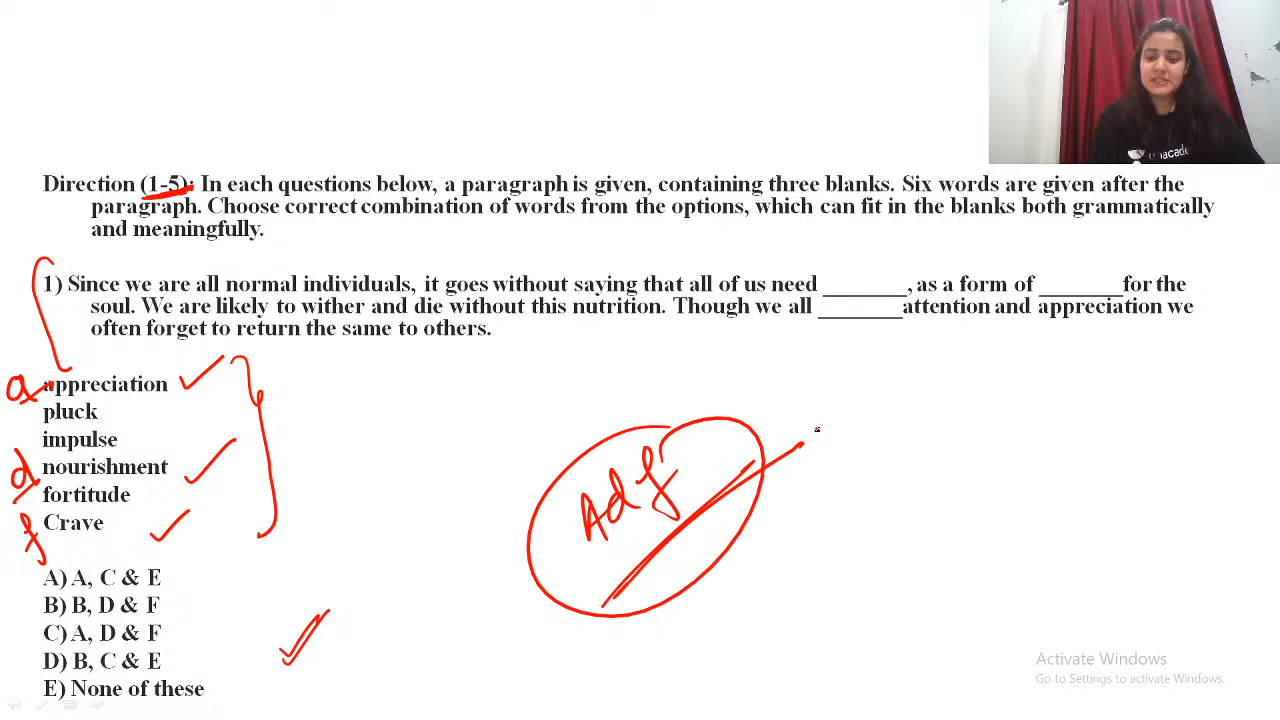 Direction (1-5): In each questions below, a paragraph is given, containing three blanks. Six words are given after the
paragraph. Choose correct combination of words from the options, which can fit in the blanks both grammatically
and meaningfully.
1) Since we are all normal individuals, it goes without saying that all of us need ________, as a form of ________for the
soul. We are likely to wither and die without this nutrition. Though we all ________attention and appreciation we
often forget to return the same to others.
a appreciation
pluck
impulse
d nourishment
fortitude
f Crave
Adf
A) A, C & E
B) B, D & F
C) A, D & F
D) B, C & E
E) None of these
unacade
Activate Windows
Go to Settings to activate Windows.